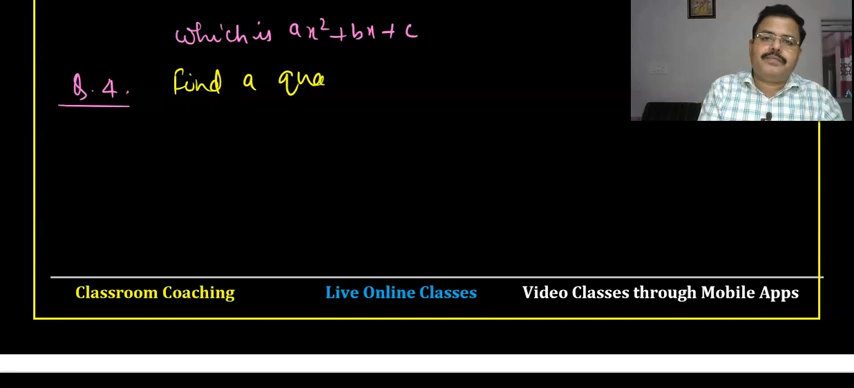 which is ax²+bx+c
Q.4. Find a qua
Classroom Coaching Live Online Classes Video Classes through Mobile Apps